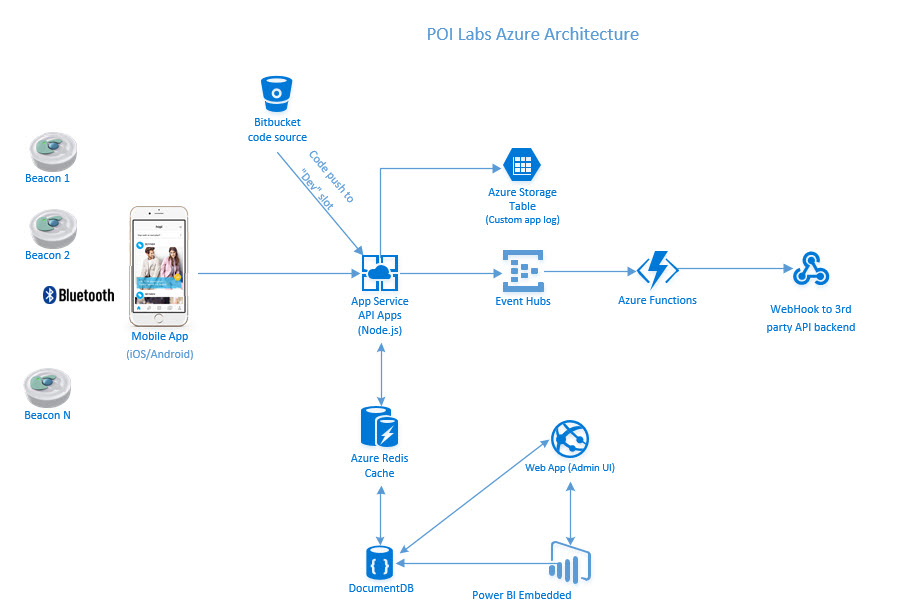 POI Labs Azure Architecture
Bitbucket
code source
Code push to
"Dev" slot
Beacon 1
Beacon 2
Bluetooth
Beacon N
Mobile App
(iOS/Android)
Azure Storage
Table
(Custom app log)
App Service
API Apps
(Node.js)
Event Hubs
Azure Functions
WebHook to 3rd
party API backend
Azure Redis
Cache
Web App (Admin UI)
DocumentDB
Power BI Embedded